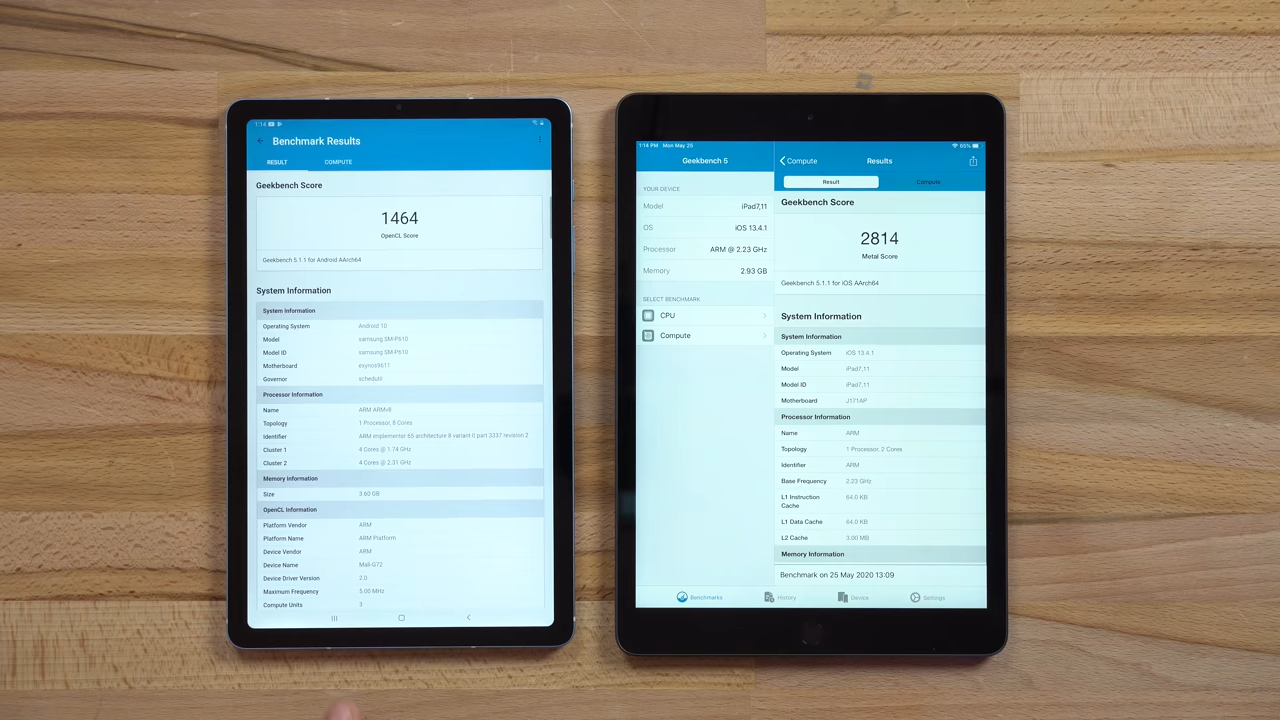 1:14
Benchmark Results
RESULT COMPUTE
Geekbench Score
1464
OpenCL Score
Geekbench 5.1.1 for Android AArch64
System Information
System Information
Operating System Android 10
Model samsung SM-P610
Model ID samsung SM-P610
Motherboard exynos9611
Governor schedutil
Processor Information
Name ARM ARMv8
Topology 1 Processor, 8 Cores
Identifier ARM implementer 65 architecture 8 variant 0 part 3337 revision 2
Cluster 1 4 Cores @ 1.74 GHz
Cluster 2 4 Cores @ 2.31 GHz
Memory Information
Size 3.60 GB
OpenCL Information
Platform Vendor ARM
Platform Name ARM Platform
Device Vendor ARM
Device Name Mali-G72
Device Driver Version 2.0
Maximum Frequency 5.00 MHz
Compute Units 3
1:14 PM Mon May 25
65%
Geekbench 5
YOUR DEVICE
Model iPad7,11
OS iOS 13.4.1
Processor ARM @ 2.23 GHz
Memory 2.93 GB
SELECT BENCHMARK
CPU
Compute
Compute Results
Result Compute
Geekbench Score
2814
Metal Score
Geekbench 5.1.1 for iOS AArch64
System Information
System Information
Operating System iOS 13.4.1
Model iPad7,11
Model ID iPad7,11
Motherboard J171AP
Processor Information
Name ARM
Topology 1 Processor, 2 Cores
Identifier ARM
Base Frequency 2.23 GHz
L1 Instruction Cache 64.0 KB
L1 Data Cache 64.0 KB
L2 Cache 3.00 MB
Memory Information
Benchmark on 25 May 2020 13:09
Benchmarks History Device Settings